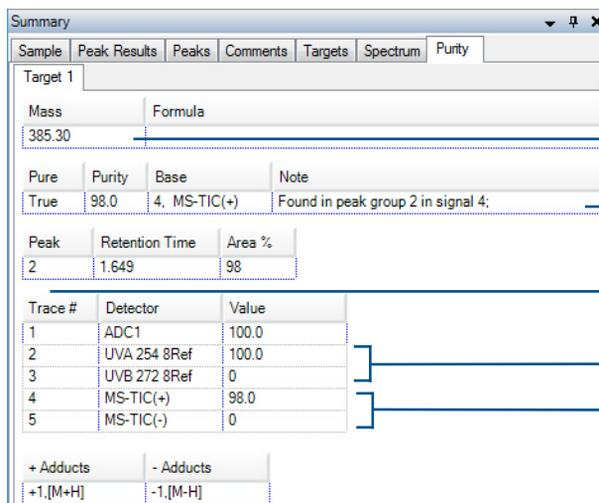 Summary
Sample Peak Results Peaks Comments Targets Spectrum Purity
Target 1
Mass Formula
385.30
Pure Purity Base Note
True 98.0 4, MS-TIC(+) Found in peak group 2 in signal 4;
Peak Retention Time Area %
2 1.649 98
Trace # Detector Value
1 ADC1 100.0
2 UVA 254 8Ref 100.0
3 UVB 272 8Ref 0
4 MS-TIC(+) 98.0
5 MS-TIC(-) 0
+ Adducts - Adducts
+1,[M+H] -1,[M-H]